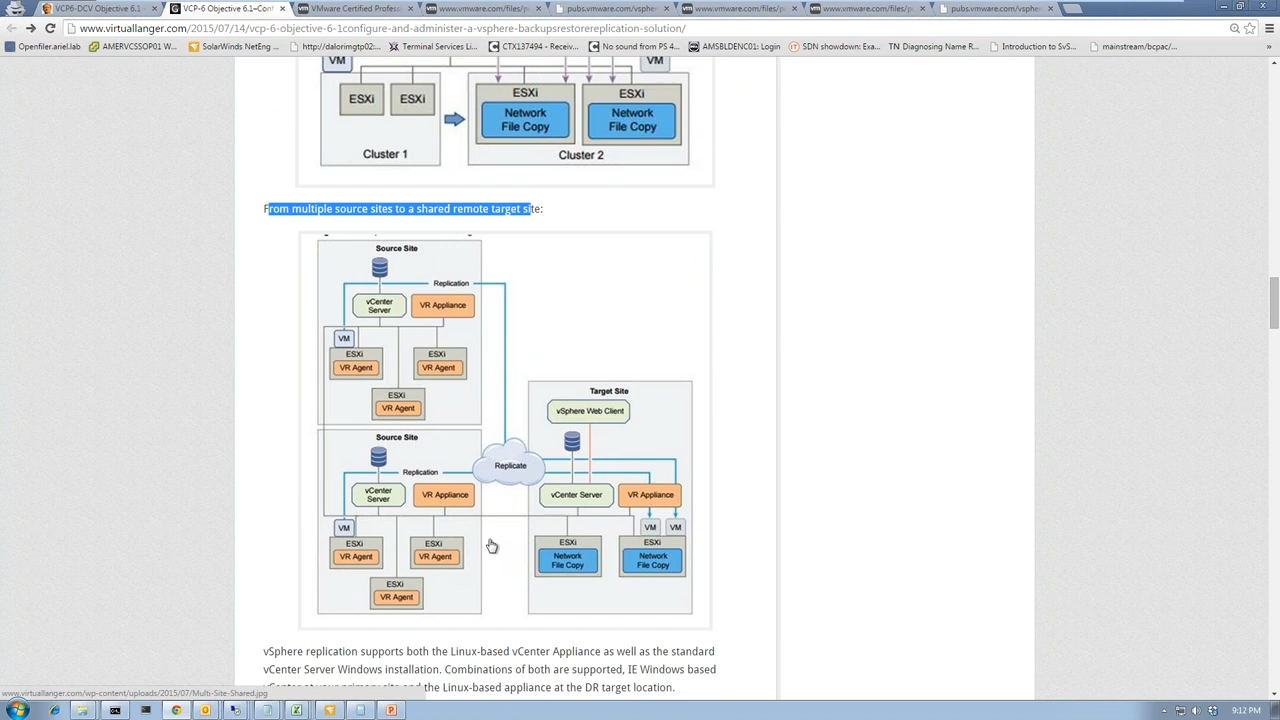 VCP6-DCV Objective 6.1
VCP-6 Objective 6.1–Conf
VMware Certified Profess
www.vmware.com/files/p
pubs.vmware.com/vsphe
www.vmware.com/files/p
www.vmware.com/files/p
pubs.vmware.com/vsphe
www.virtuallanger.com/2015/07/14/vcp-6-objective-6-1configure-and-administer-a-vsphere-backupsrestorereplication-solution/
Openfiler.ariel.lab
AMERVCSSOP01 W
SolarWinds NetEng
http://dalorimgtp02:...
Terminal Services Li...
CTX137494 - Receiv...
No sound from PS 4...
AMSBLDENC01: Login
SDN showdown: Exa...
Diagnosing Name R...
Introduction to SvS...
mainstream/bcpac/...
VM
VM
ESXi
ESXi
ESXi
Network
File Copy
ESXi
Network
File Copy
Cluster 1
Cluster 2
From multiple source sites to a shared remote target site:
Source Site
Replication
vCenter
Server
VR Appliance
VM
ESXi
VR Agent
ESXi
VR Agent
ESXi
VR Agent
Target Site
vSphere Web Client
Source Site
Replication
Replicate
vCenter
Server
VR Appliance
vCenter Server
VR Appliance
VM
VM
VM
ESXi
VR Agent
ESXi
VR Agent
ESXi
Network
File Copy
ESXi
Network
File Copy
ESXi
VR Agent
vSphere replication supports both the Linux-based vCenter Appliance as well as the standard
vCenter Server Windows installation. Combinations of both are supported, IE Windows based
the Linux-based appliance at the DR target location.
www.virtuallanger.com/wp-content/uploads/2015/07/Multi-Site-Shared.jpg
9:12 PM